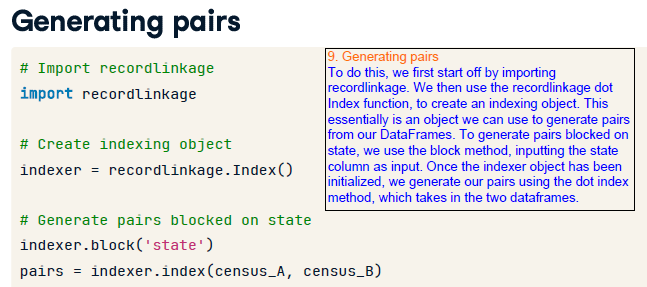 Generating pairs
# Import recordlinkage
import recordlinkage
# Create indexing object
indexer = recordlinkage.Index()
# Generate pairs blocked on state
indexer.block('state')
pairs = indexer.index(census_A, census_B)
9. Generating pairs
To do this, we first start off by importing
recordlinkage. We then use the recordlinkage dot
Index function, to create an indexing object. This
essentially is an object we can use to generate pairs
from our DataFrames. To generate pairs blocked on
state, we use the block method, inputting the state
column as input. Once the indexer object has been
initialized, we generate our pairs using the dot index
method, which takes in the two dataframes.